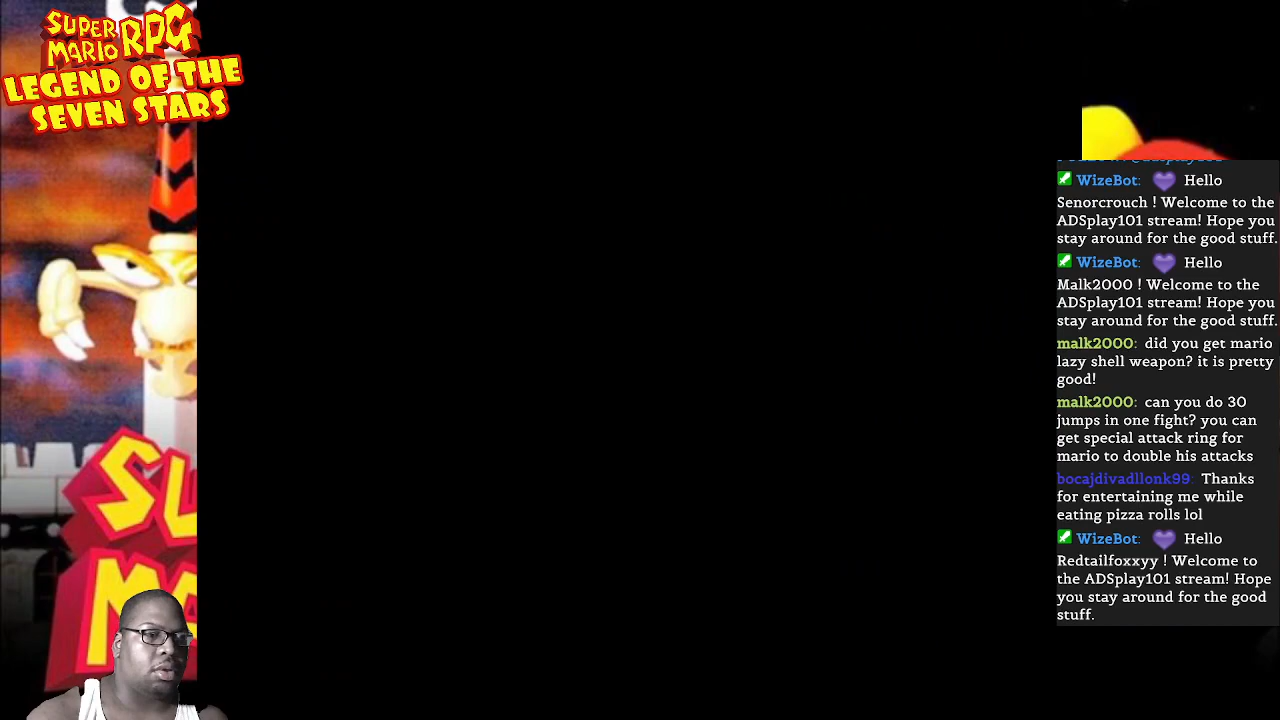 SUPER
MARIO RPG
LEGEND OF THE
SEVEN STARS
WizeBot: Hello
Senorcrouch ! Welcome to the
ADSplay101 stream! Hope you
stay around for the good stuff.
WizeBot: Hello
Malk2000 ! Welcome to the
ADSplay101 stream! Hope you
stay around for the good stuff.
malk2000: did you get mario
lazy shell weapon? it is pretty
good!
malk2000: can you do 30
jumps in one fight? you can
get special attack ring for
mario to double his attacks
bocajdivadllonk99: Thanks
for entertaining me while
eating pizza rolls lol
WizeBot: Hello
Redtailfoxxyy ! Welcome to
the ADSplay101 stream! Hope
you stay around for the good
stuff.
SU
MA